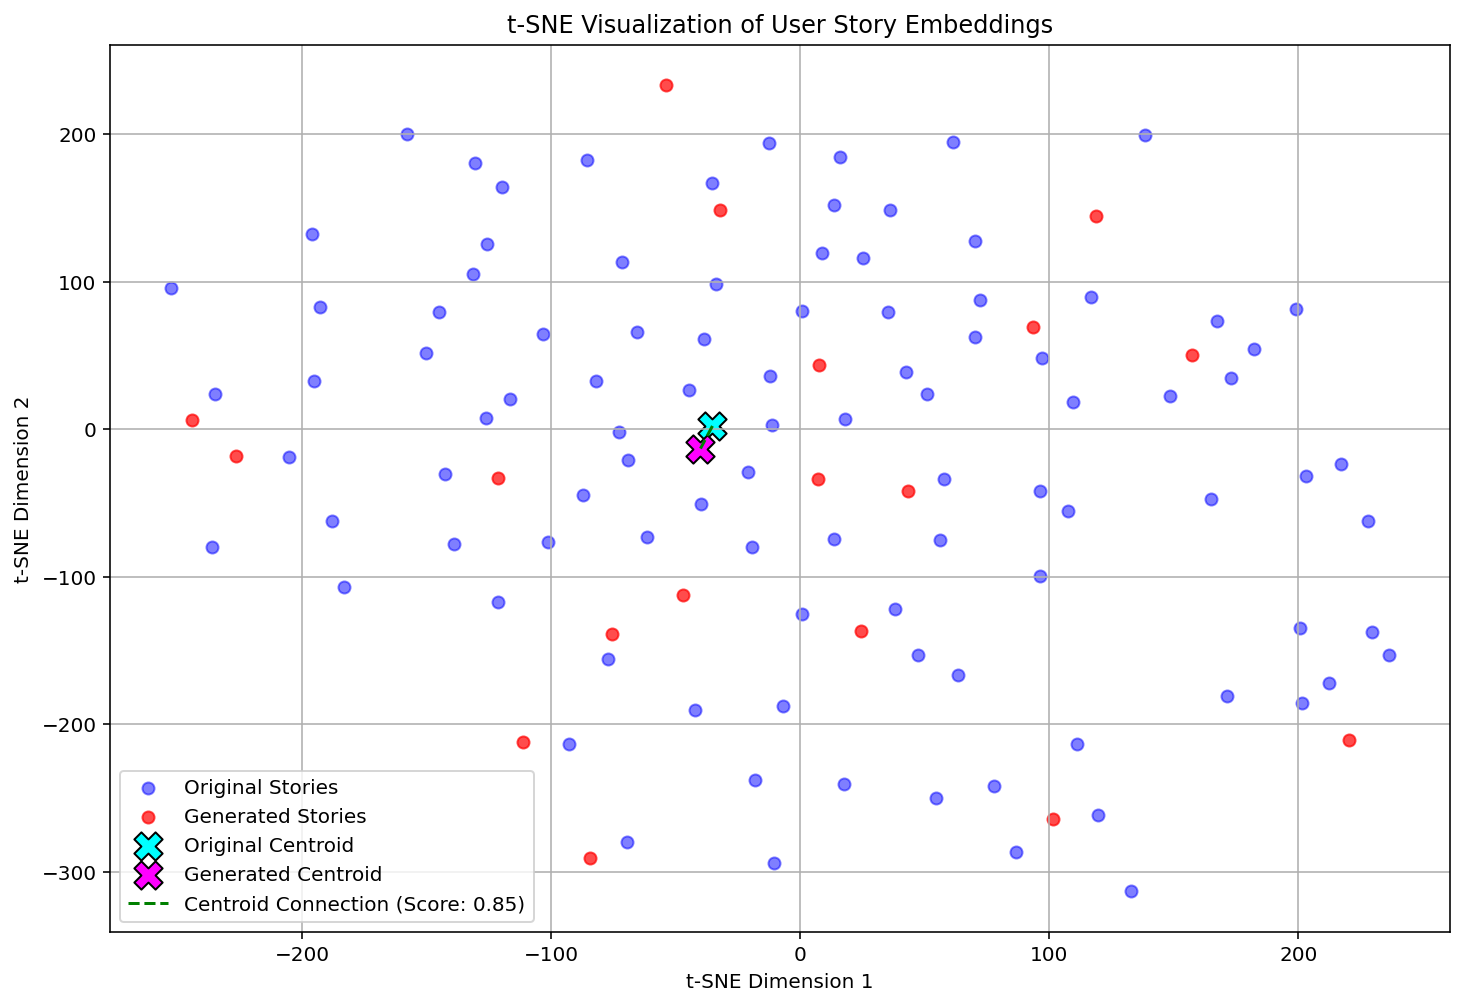 t-SNE Visualization of User Story Embeddings
t-SNE Dimension 2
200
100
0
−100
−200
−300
Original Stories
Generated Stories
Original Centroid
Generated Centroid
Centroid Connection (Score: 0.85)
−200
−100
0
100
200
t-SNE Dimension 1